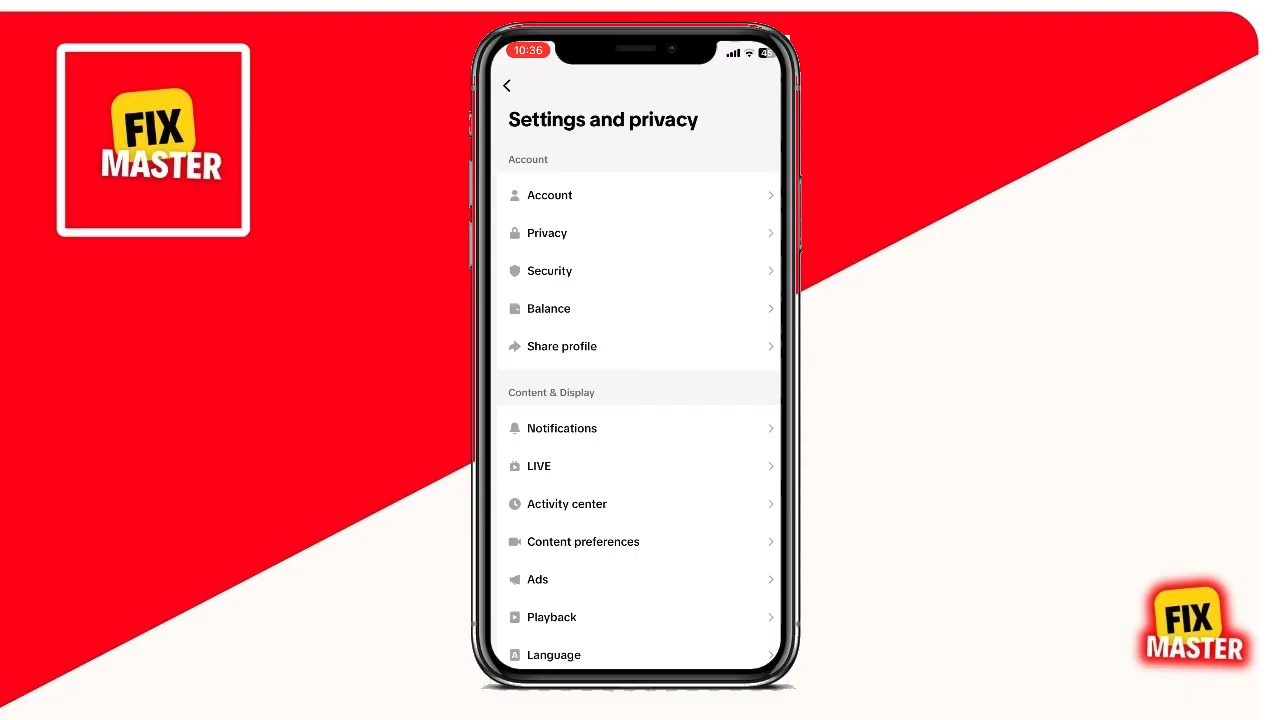 FIX
MASTER
10:36
Settings and privacy
Account
Account
Privacy
Security
Balance
Share profile
Content & Display
Notifications
LIVE
Activity center
Content preferences
Ads
Playback
A Language
FIX
MASTER